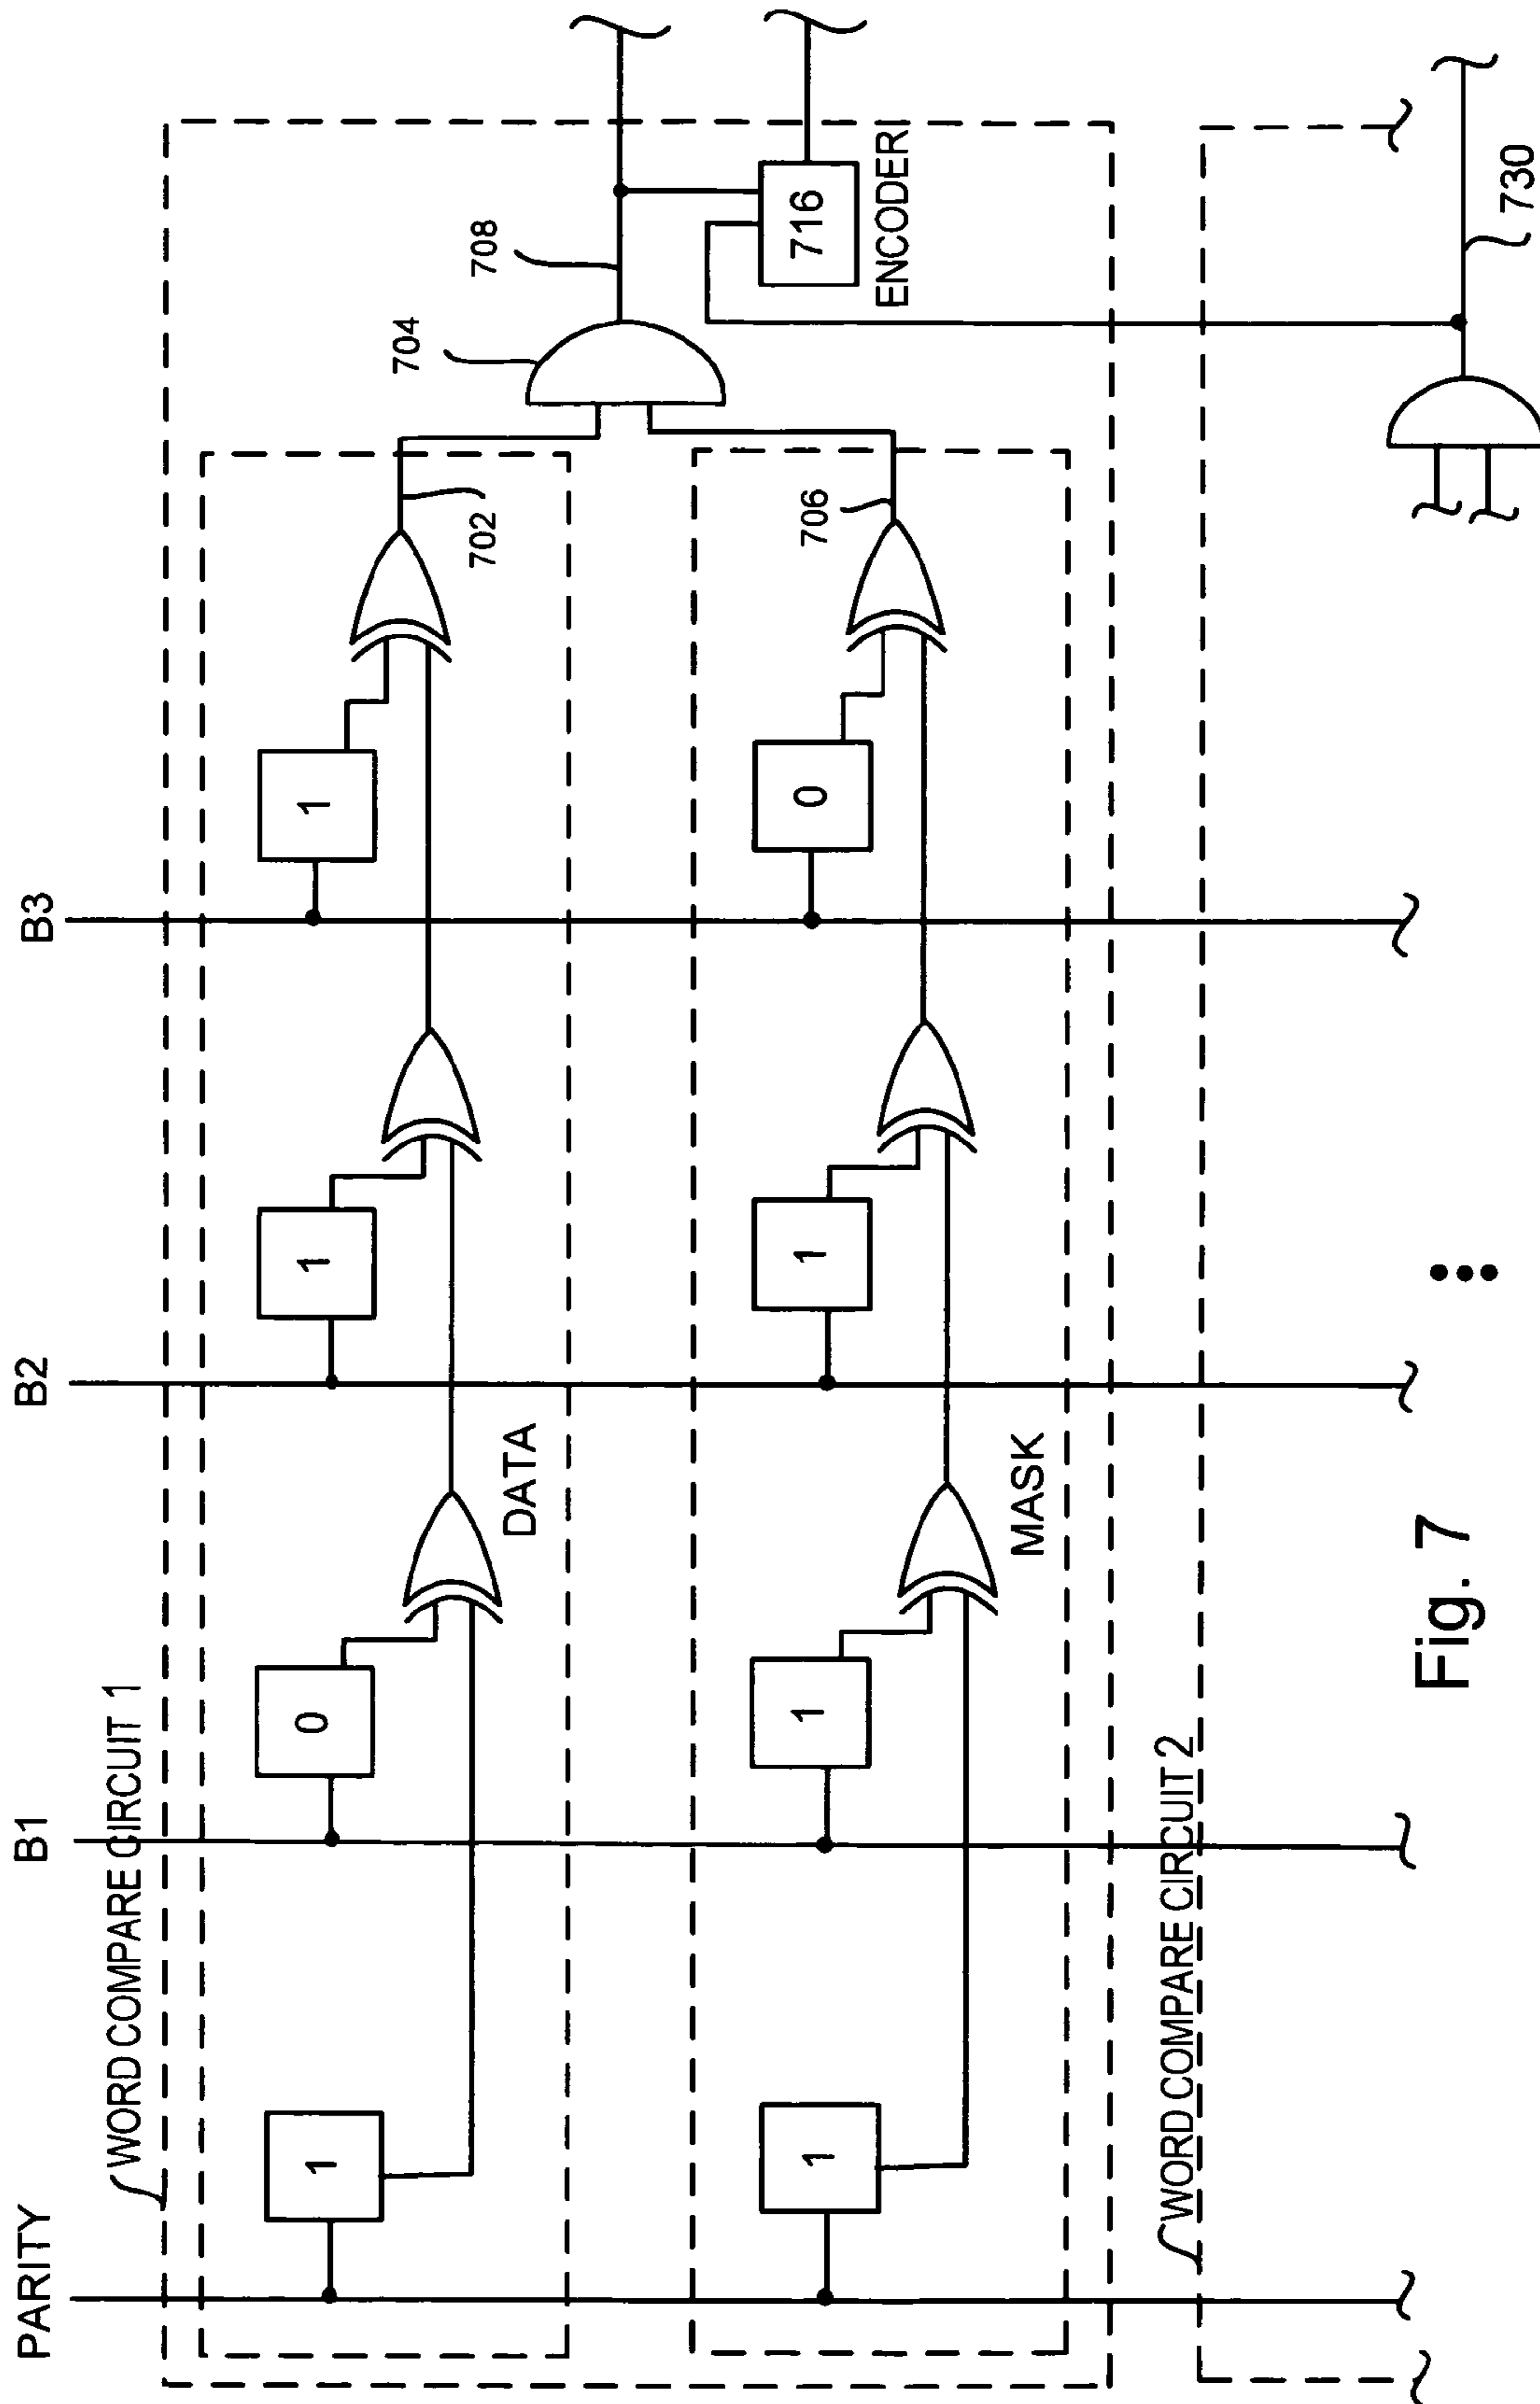 PARITY B1 B2 B3
WORD COMPARE CIRCUIT 1
1 0 1 1
DATA
702
704
708
1 1 1 0
MASK
706
716
ENCODER1
WORD COMPARE CIRCUIT 2
730
Fig. 7